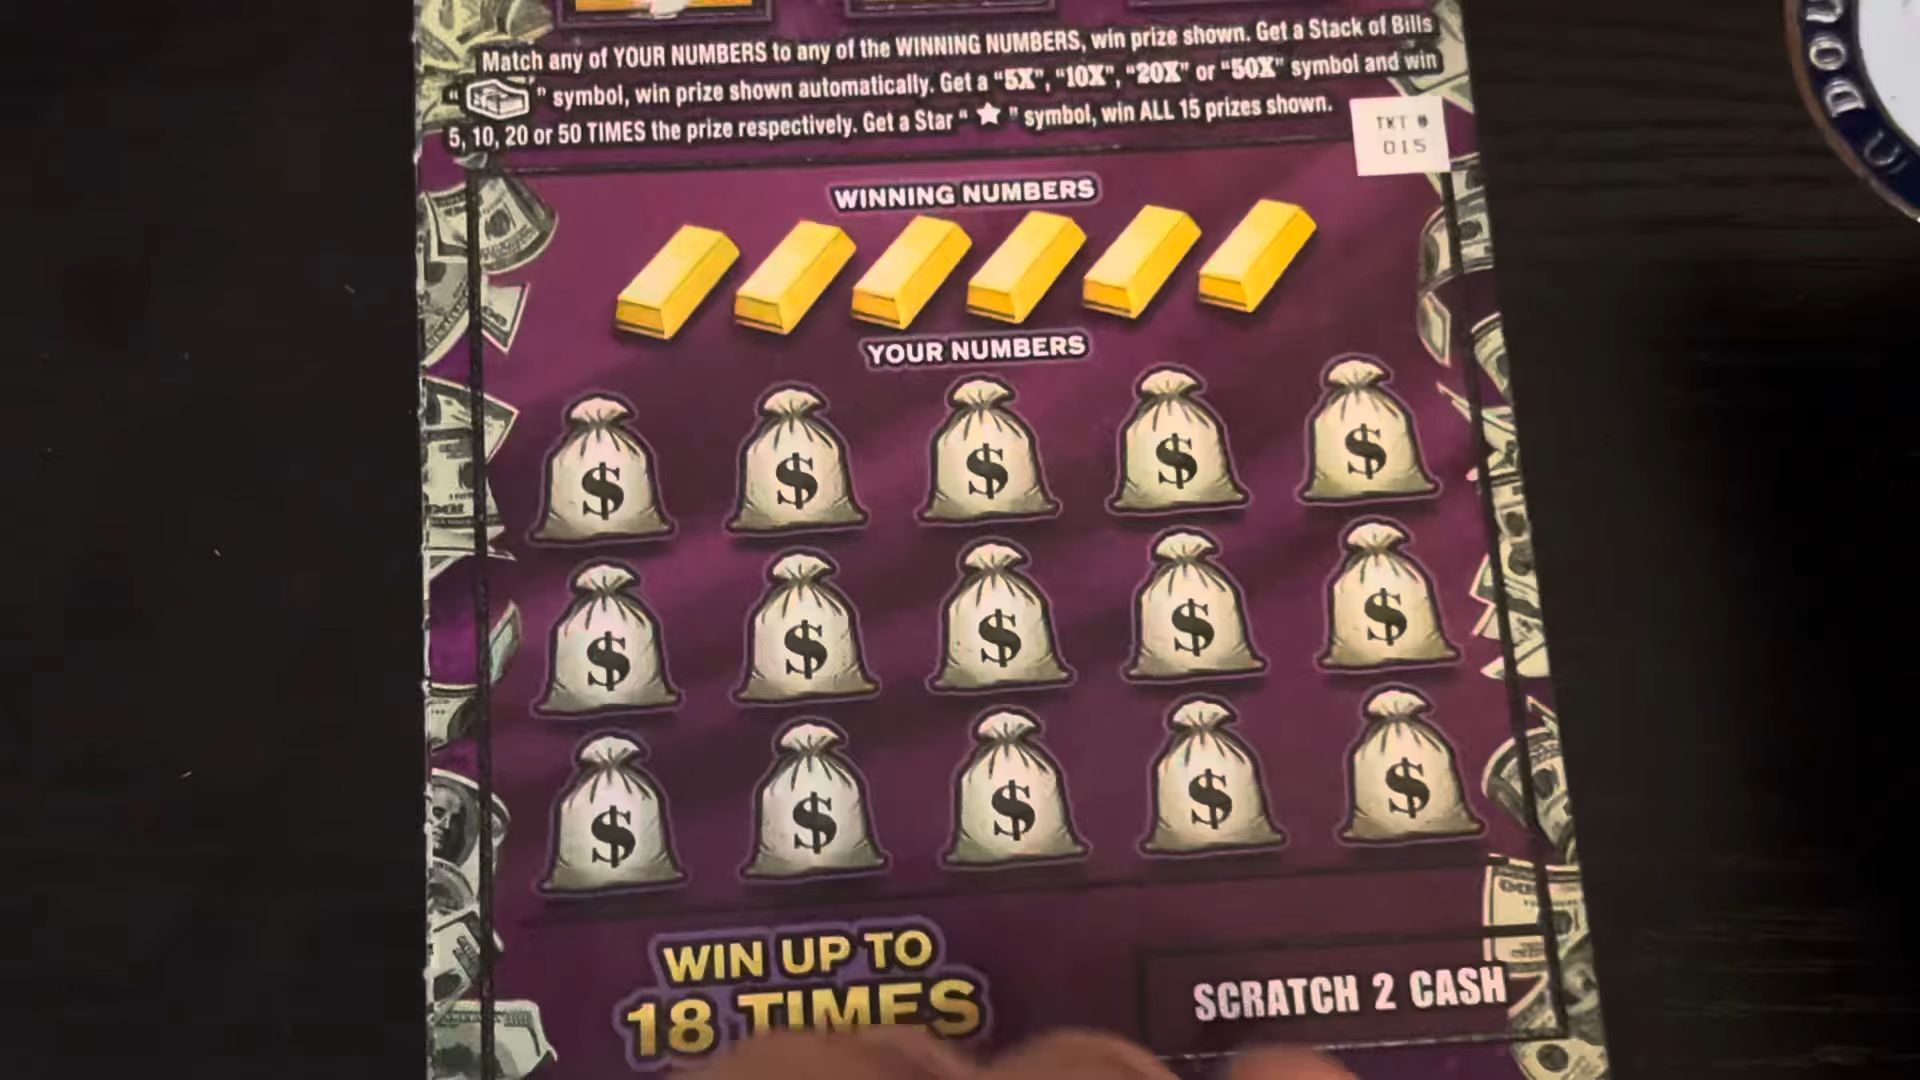 Match any of YOUR NUMBERS to any of the WINNING NUMBERS, win prize shown. Get a Stack of Bills
" " symbol, win prize shown automatically. Get a "5X", "10X", "20X" or "50X" symbol and win
5, 10, 20 or 50 TIMES the prize respectively. Get a Star " ★ " symbol, win ALL 15 prizes shown.
TKT #
015
WINNING NUMBERS
YOUR NUMBERS
$ $ $ $ $
$ $ $ $ $
$ $ $ $ $
WIN UP TO
18 TIMES
SCRATCH 2 CASH